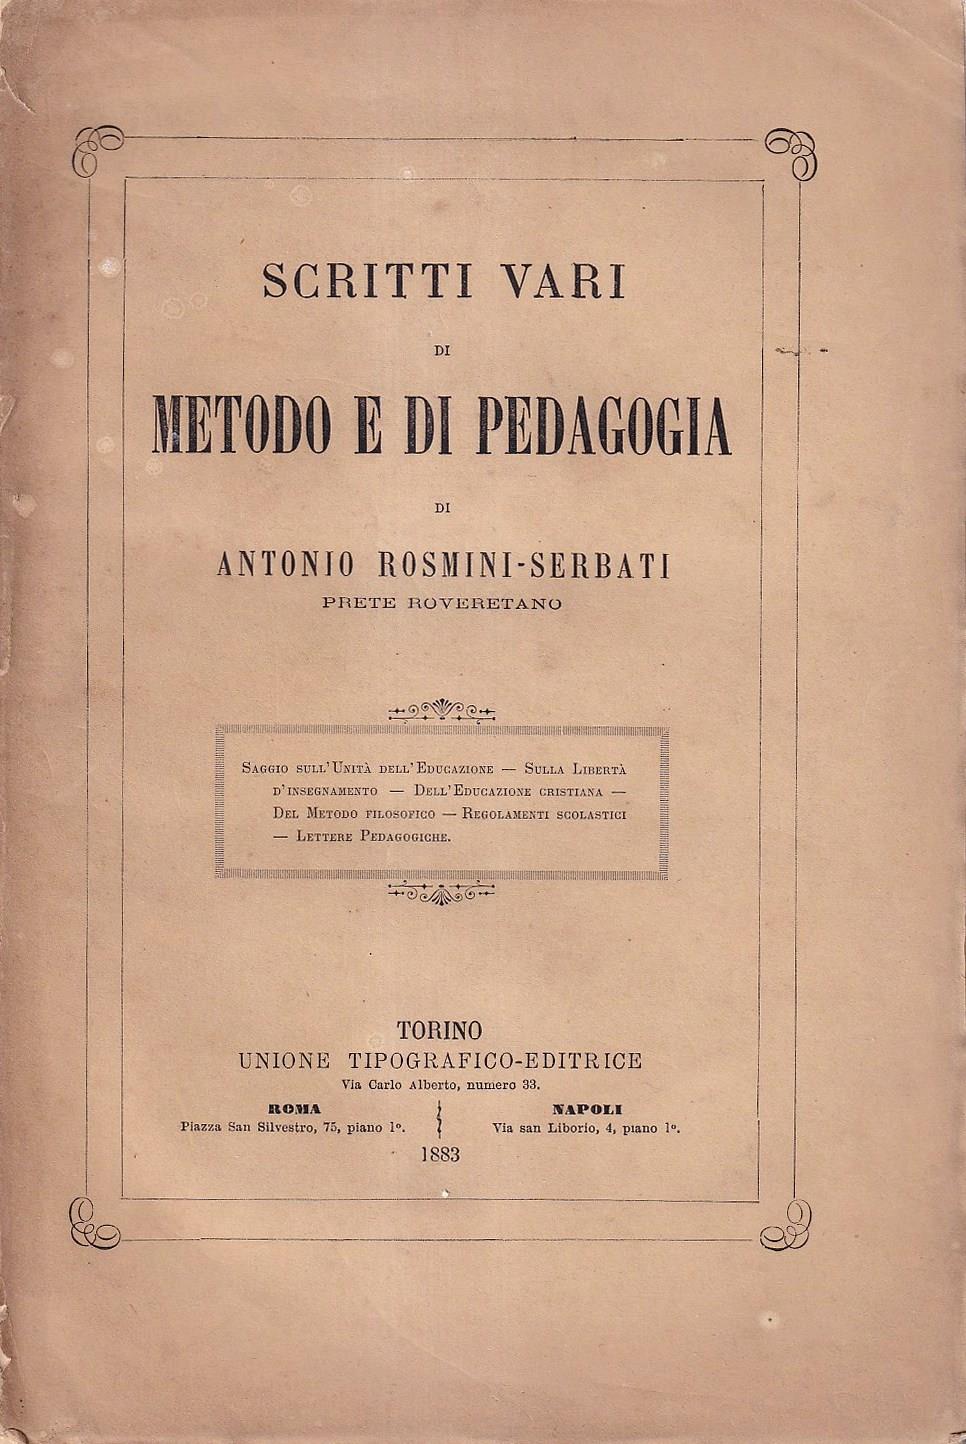 SCRITTI VARI
DI
METODO E DI PEDAGOGIA
DI
ANTONIO ROSMINI-SERBATI
PRETE ROVERETANO
SAGGIO SULL'UNITÀ DELL'EDUCAZIONE — SULLA LIBERTÀ
D'INSEGNAMENTO — DELL'EDUCAZIONE CRISTIANA —
DEL METODO FILOSOFICO — REGOLAMENTI SCOLASTICI
— LETTERE PEDAGOGICHE.
TORINO
UNIONE TIPOGRAFICO-EDITRICE
Via Carlo Alberto, numero 33.
ROMA
Piazza San Silvestro, 75, piano 1º.
NAPOLI
Via san Liborio, 4, piano 1º.
1883